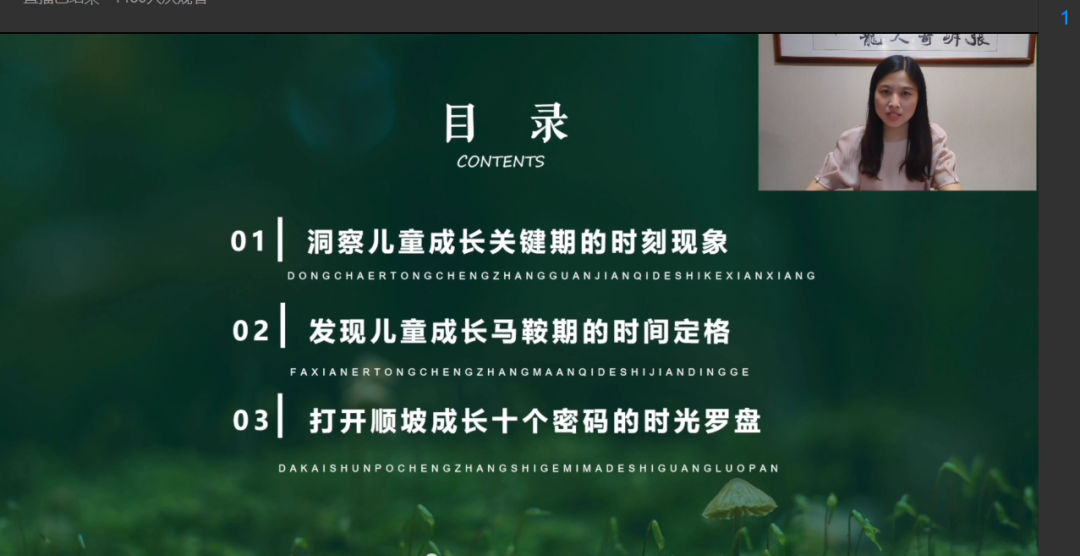 1
目 录
CONTENTS
01
洞察儿童成长关键期的时刻现象
DONGCHAERTONGCHENGZHANGGUANJIANQIDESHIKEXIANXIANG
02
发现儿童成长马鞍期的时间定格
FAXIANERTONGCHENGZHANGMAANQIDESHIJIANDINGGE
03
打开顺坡成长十个密码的时光罗盘
DAKAISHUNPOCHENGZHANGSHIGEMIMADESHIGUANGLUOPAN